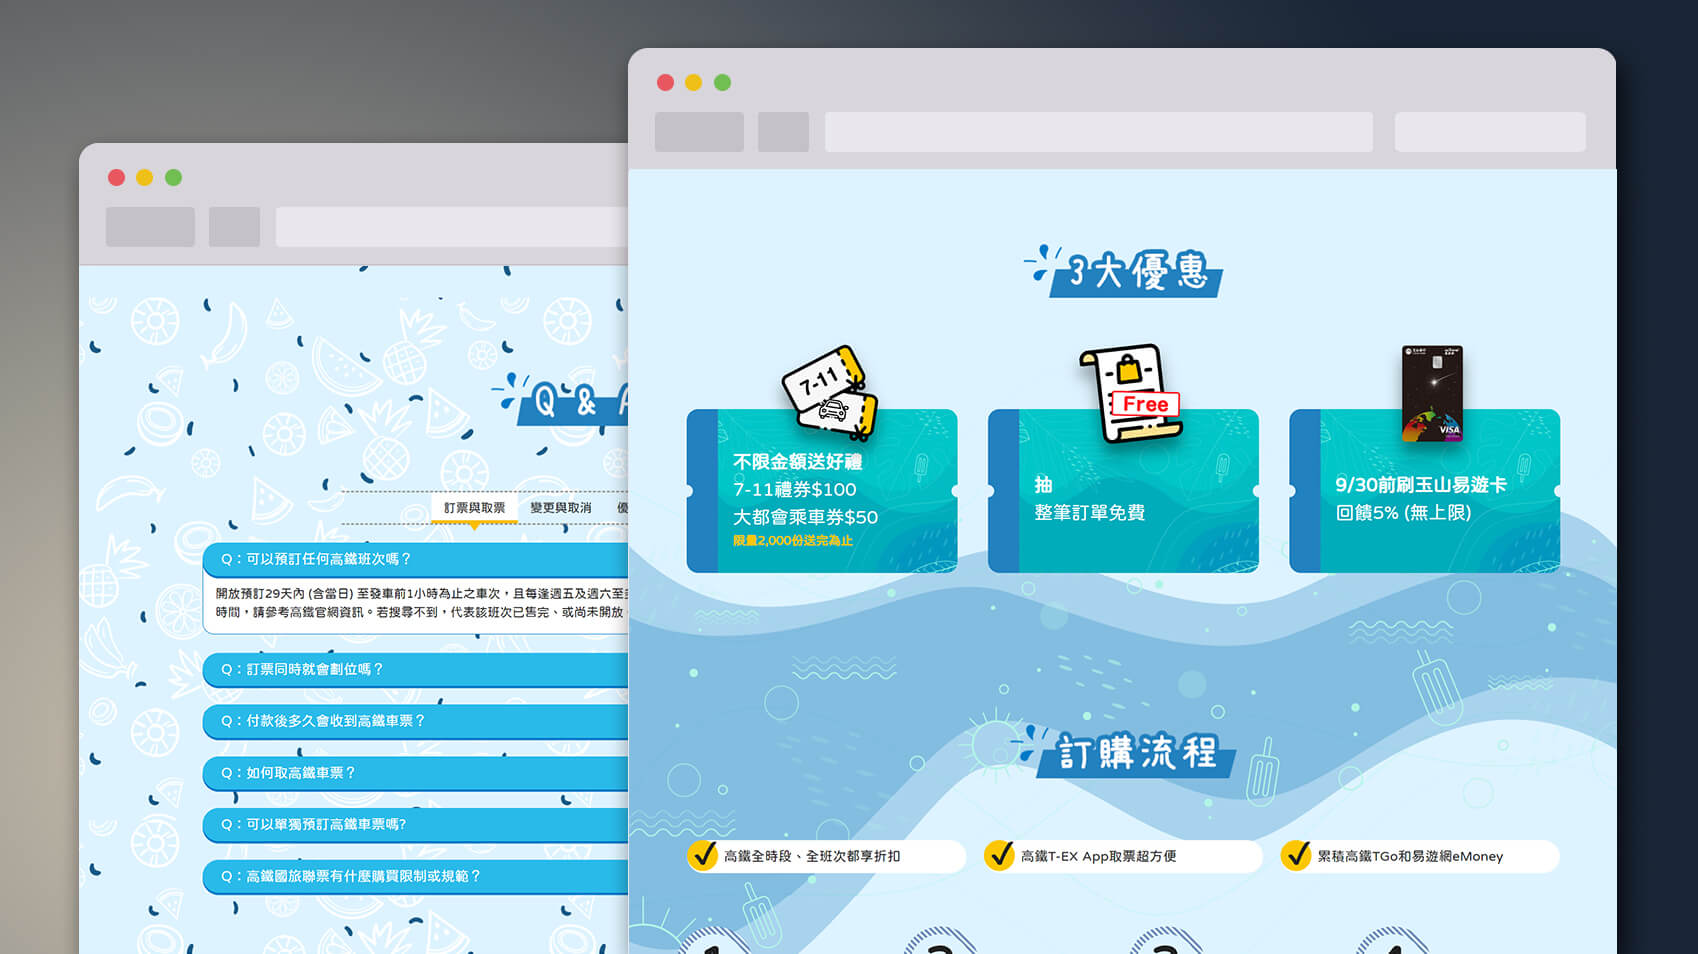 3大優惠
7-11
Free
VISA
不限金額送好禮
7-11禮券$100
大都會乘車券$50
限量2,000份送完為止
抽
整筆訂單免費
9/30前刷玉山易遊卡
回饋5% (無上限)
訂購流程
高鐵全時段、全班次都享折扣
高鐵T-EX App取票超方便
累積高鐵TGo和易遊網eMoney
Q & A
訂票與取票
變更與取消
優
Q：可以預訂任何高鐵班次嗎？
開放預訂29天內 (含當日) 至發車前1小時為止之車次，且每逢週五及週六至
時間，請參考高鐵官網資訊。若搜尋不到，代表該班次已售完、或尚未開放
Q：訂票同時就會劃位嗎？
Q：付款後多久會收到高鐵車票？
Q：如何取高鐵車票？
Q：可以單獨預訂高鐵車票嗎?
Q：高鐵國旅聯票有什麼購買限制或規範？